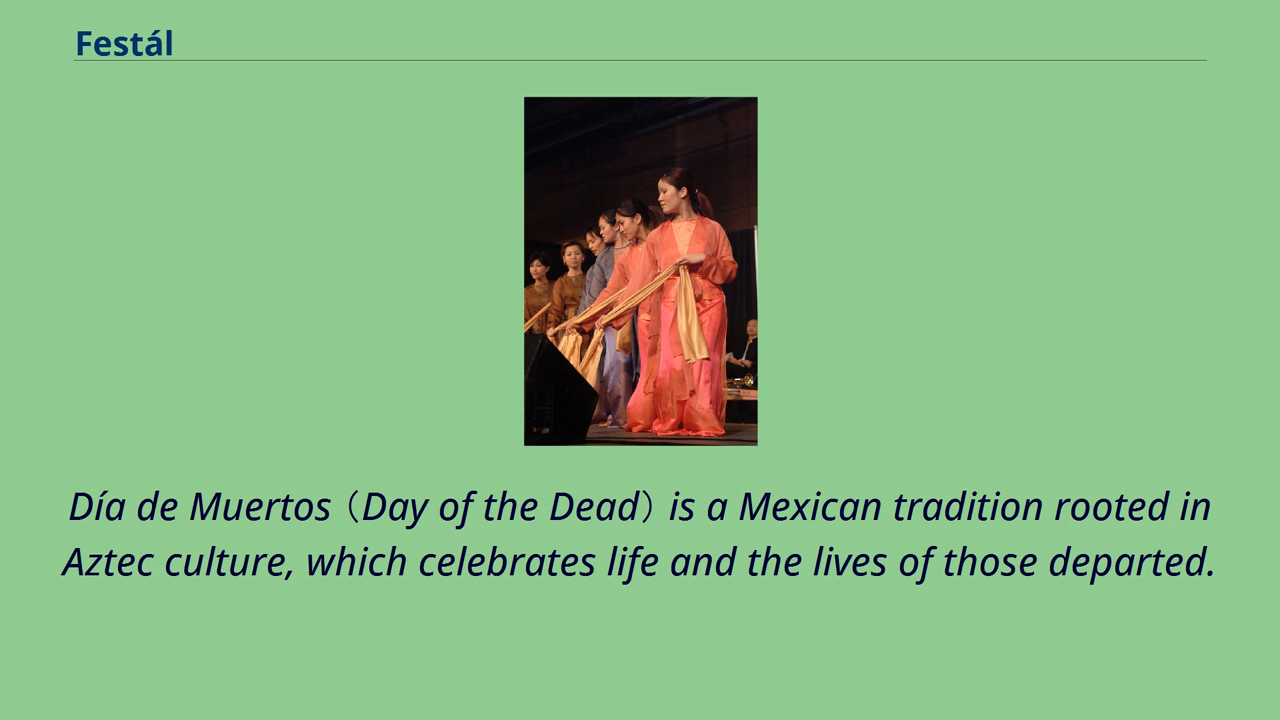 Festál
Día de Muertos（Day of the Dead）is a Mexican tradition rooted in
Aztec culture, which celebrates life and the lives of those departed.